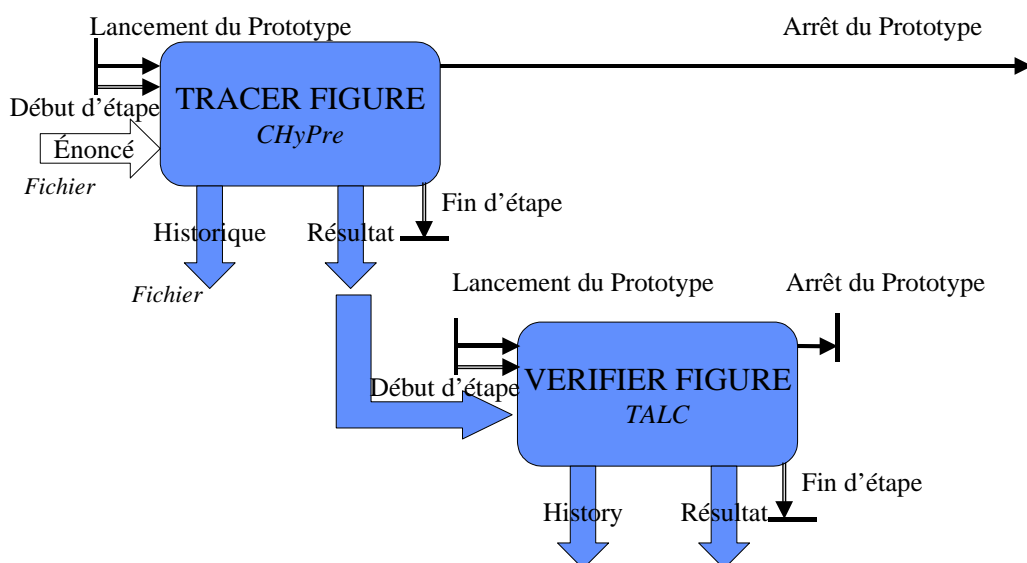 Lancement du Prototype
Arrêt du Prototype
Début d’étape
TRACER FIGURE
CHyPre
Énoncé
Fichier
Fin d’étape
Historique
Résultat
Fichier
Lancement du Prototype
Arrêt du Prototype
Début d’étape
VERIFIER FIGURE
TALC
Fin d’étape
History
Résultat